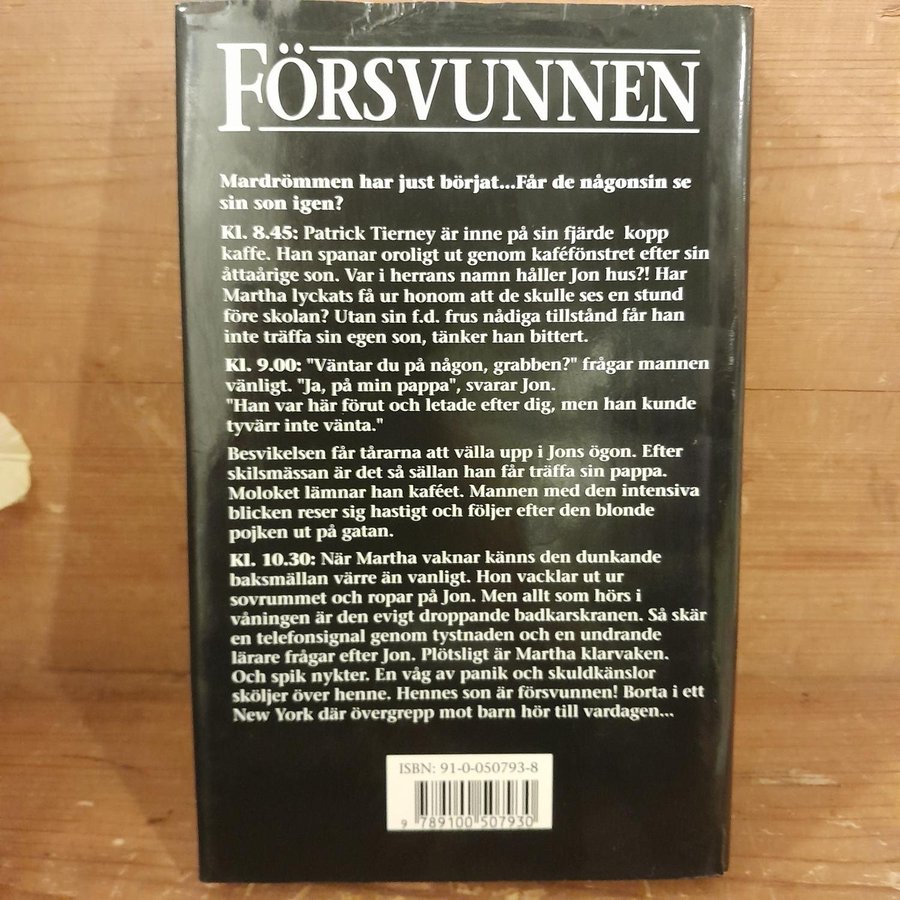 FÖRSVUNNEN
Mardrömmen har just börjat...Får de någonsin se
sin son igen?
Kl. 8.45: Patrick Tierney är inne på sin fjärde kopp
kaffe. Han spanar oroligt ut genom kaféfönstret efter sin
åttaårige son. Var i herrans namn håller Jon hus?! Har
Martha lyckats få ur honom att de skulle ses en stund
före skolan? Utan sin f.d. frus nådiga tillstånd får han
inte träffa sin egen son, tänker han bittert.
Kl. 9.00: "Väntar du på någon, grabben?" frågar mannen
vänligt. "Ja, på min pappa", svarar Jon.
"Han var här förut och letade efter dig, men han kunde
tyvärr inte vänta."
Besvikelsen får tårarna att välla upp i Jons ögon. Efter
skilsmässan är det så sällan han får träffa sin pappa.
Moloket lämnar han kaféet. Mannen med den intensiva
blicken reser sig hastigt och följer efter den blonde
pojken ut på gatan.
Kl. 10.30: När Martha vaknar känns den dunkande
baksmällan värre än vanligt. Hon vacklar ut ur
sovrummet och ropar på Jon. Men allt som hörs i
våningen är den evigt droppande badkarskranen. Så skär
en telefonsignal genom tystnaden och en undrande
lärare frågar efter Jon. Plötsligt är Martha klarvaken.
Och spik nykter. En våg av panik och skuldkänslor
sköljer över henne. Hennes son är försvunnen! Borta i ett
New York där övergrepp mot barn hör till vardagen...
ISBN: 91-0-050793-8
9 789100 507930